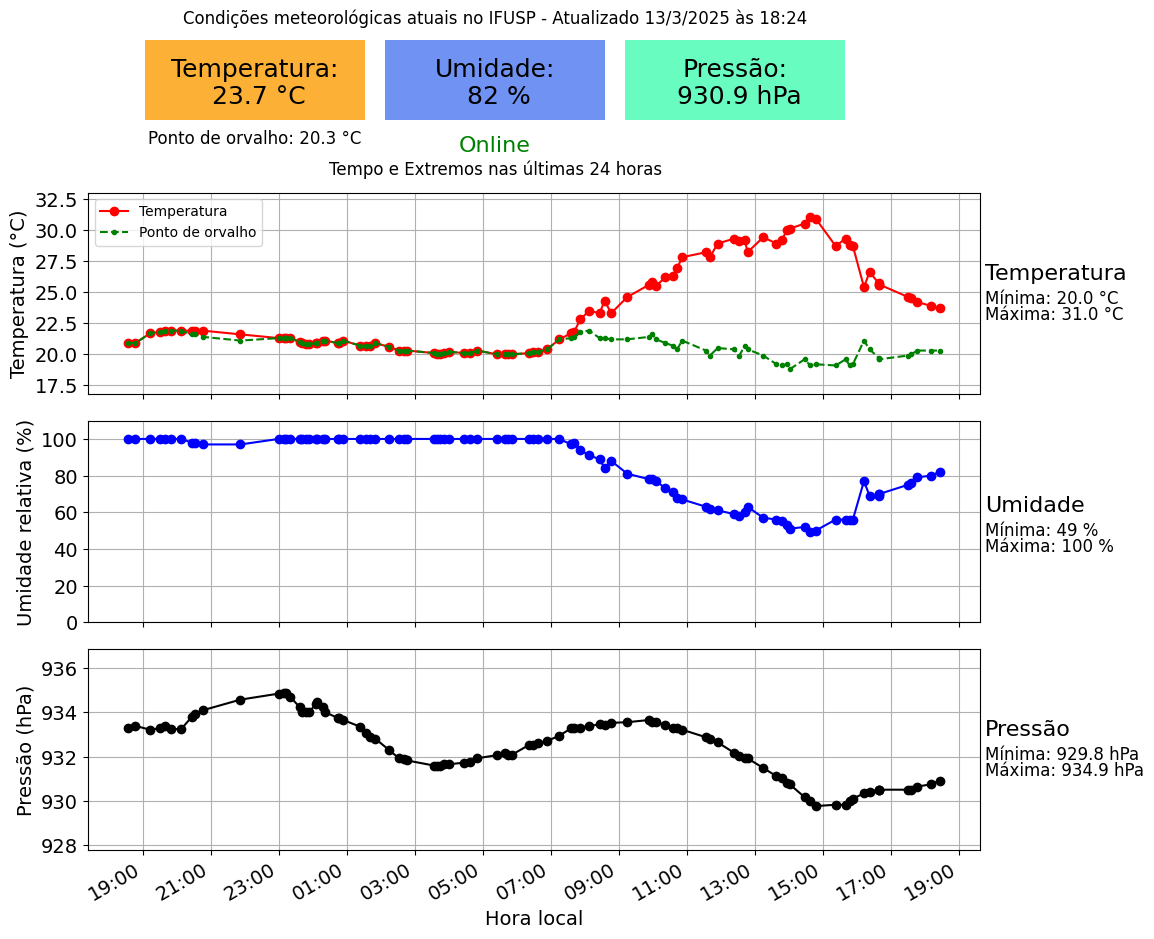 Condições meteorológicas atuais no IFUSP - Atualizado 13/3/2025 às 18:24
Temperatura:
23.7 °C
Umidade:
82 %
Pressão:
930.9 hPa
Ponto de orvalho: 20.3 °C
Online
Tempo e Extremos nas últimas 24 horas
Temperatura (°C)
32.5
30.0
27.5
25.0
22.5
20.0
17.5
Temperatura
Ponto de orvalho
Temperatura
Mínima: 20.0 °C
Máxima: 31.0 °C
Umidade relativa (%)
100
80
60
40
20
0
Umidade
Mínima: 49 %
Máxima: 100 %
Pressão (hPa)
936
934
932
930
928
Pressão
Mínima: 929.8 hPa
Máxima: 934.9 hPa
19:00 21:00 23:00 01:00 03:00 05:00 07:00 09:00 11:00 13:00 15:00 17:00 19:00
Hora local